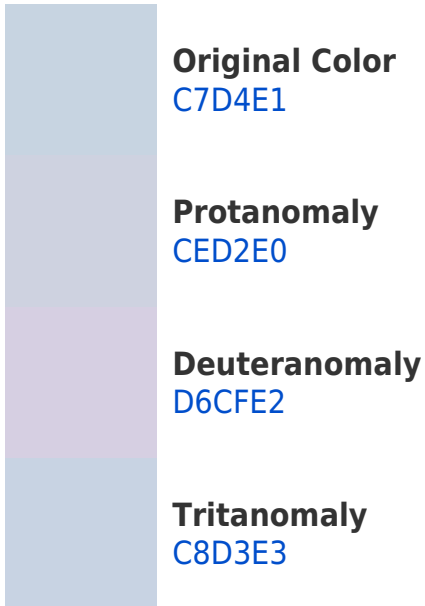 Original Color
C7D4E1
Protanomaly
CED2E0
Deuteranomaly
D6CFE2
Tritanomaly
C8D3E3